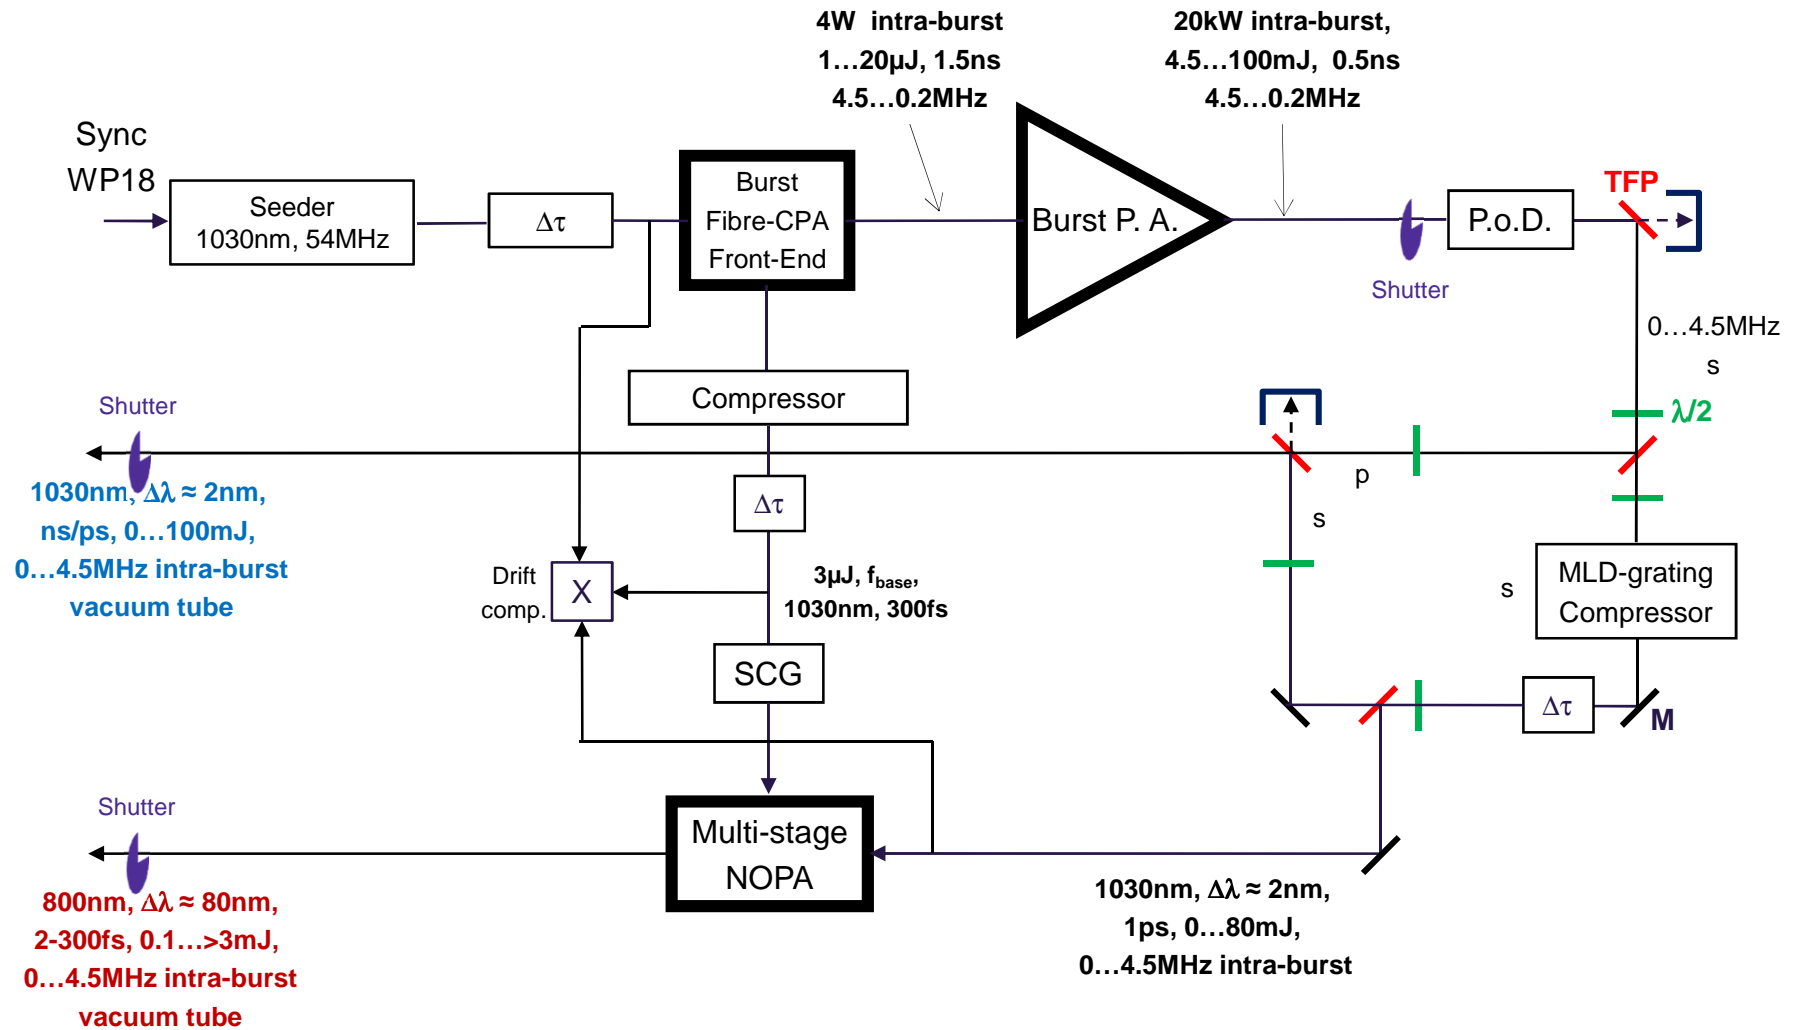 4W  intra-burst
1…20µJ, 1.5ns
4.5…0.2MHz
20kW intra-burst,
4.5…100mJ,  0.5ns
4.5…0.2MHz
Sync
WP18
Seeder
1030nm, 54MHz
Δτ
Burst
Fibre-CPA
Front-End
Burst P. A.
Shutter
P.o.D.
TFP
0…4.5MHz
s
λ/2
Compressor
Shutter
p
s
1030nm, Δλ ≈ 2nm,
ns/ps, 0…100mJ,
0…4.5MHz intra-burst
vacuum tube
Δτ
Drift
comp.
X
3µJ, f_base,
1030nm, 300fs
s
MLD-grating
Compressor
SCG
Δτ
M
Shutter
Multi-stage
NOPA
800nm, Δλ ≈ 80nm,
2-300fs, 0.1…>3mJ,
0…4.5MHz intra-burst
vacuum tube
1030nm, Δλ ≈ 2nm,
1ps, 0…80mJ,
0…4.5MHz intra-burst